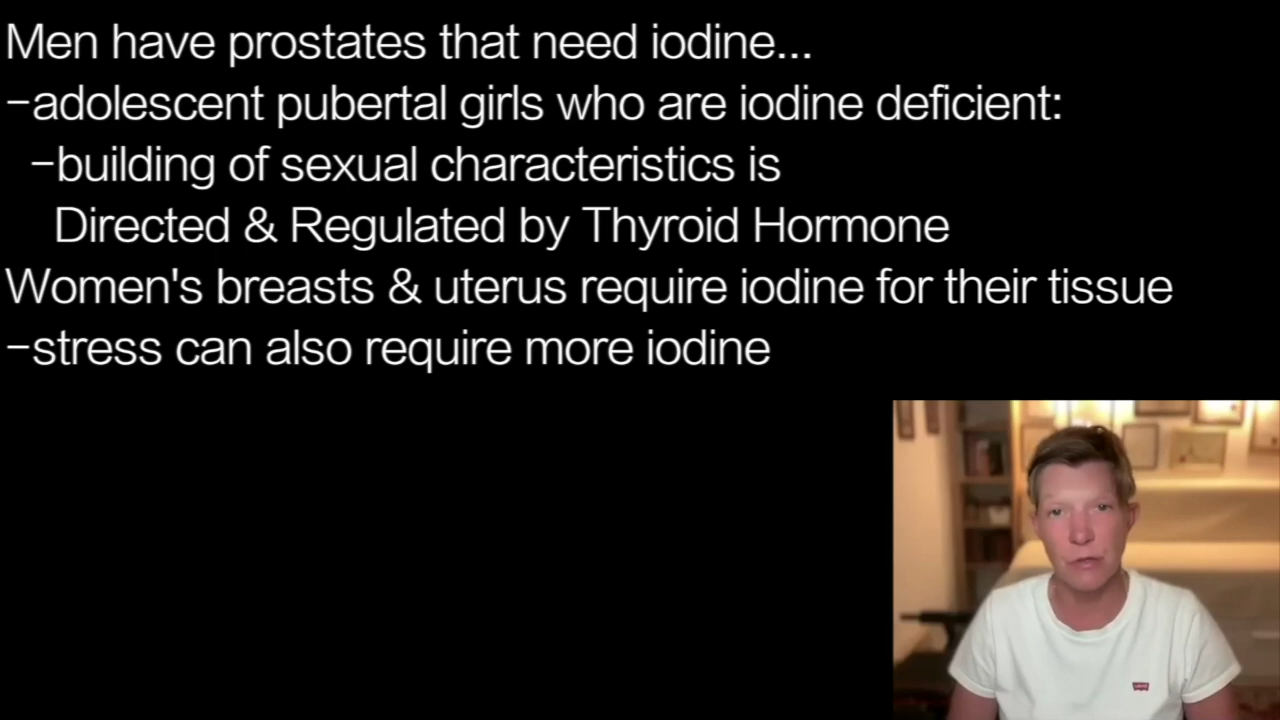 Men have prostates that need iodine...
-adolescent pubertal girls who are iodine deficient:
-building of sexual characteristics is
Directed & Regulated by Thyroid Hormone
Women's breasts & uterus require iodine for their tissue
-stress can also require more iodine